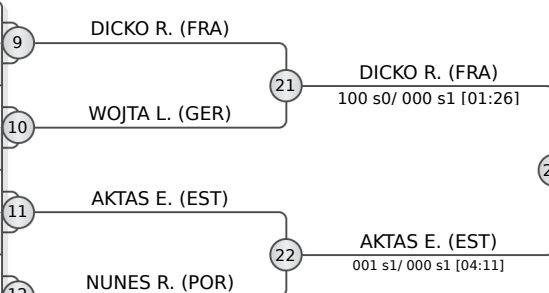 DICKO R. (FRA)
9
21
DICKO R. (FRA)
100 s0/ 000 s1 [01:26]
WOJTA L. (GER)
10
AKTAS E. (EST)
11
22
AKTAS E. (EST)
001 s1/ 000 s1 [04:11]
NUNES R. (POR)